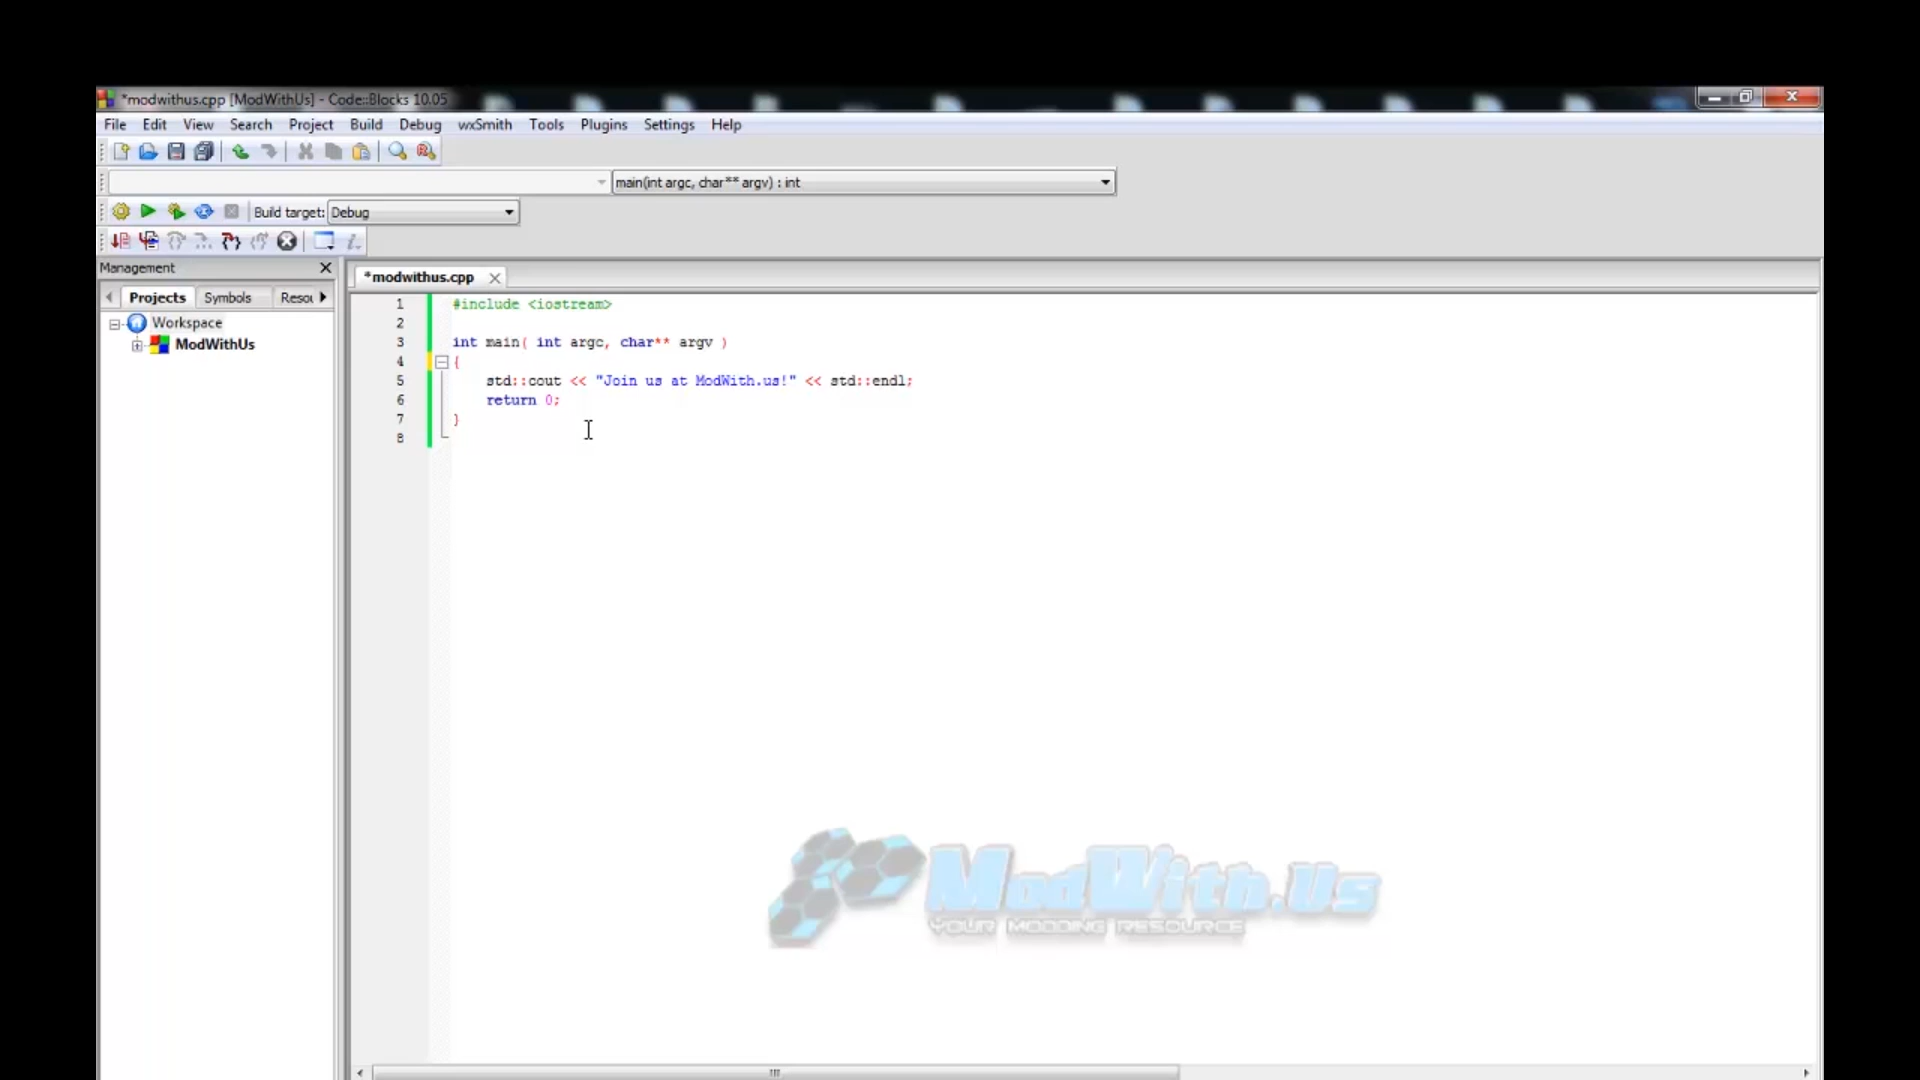 *modwithus.cpp [ModWithUs] - Code::Blocks 10.05
File Edit View Search Project Build Debug wxSmith Tools Plugins Settings Help
main(int argc, char** argv) : int
Build target: Debug
Management
*modwithus.cpp
Projects Symbols Resou
Workspace
ModWithUs
1 #include <iostream>
2
3 int main( int argc, char** argv )
4 {
5 std::cout << "Join us at ModWith.us!" << std::endl;
6 return 0;
7 }
8
ModWith.Us
YOUR MODDING RESOURCE